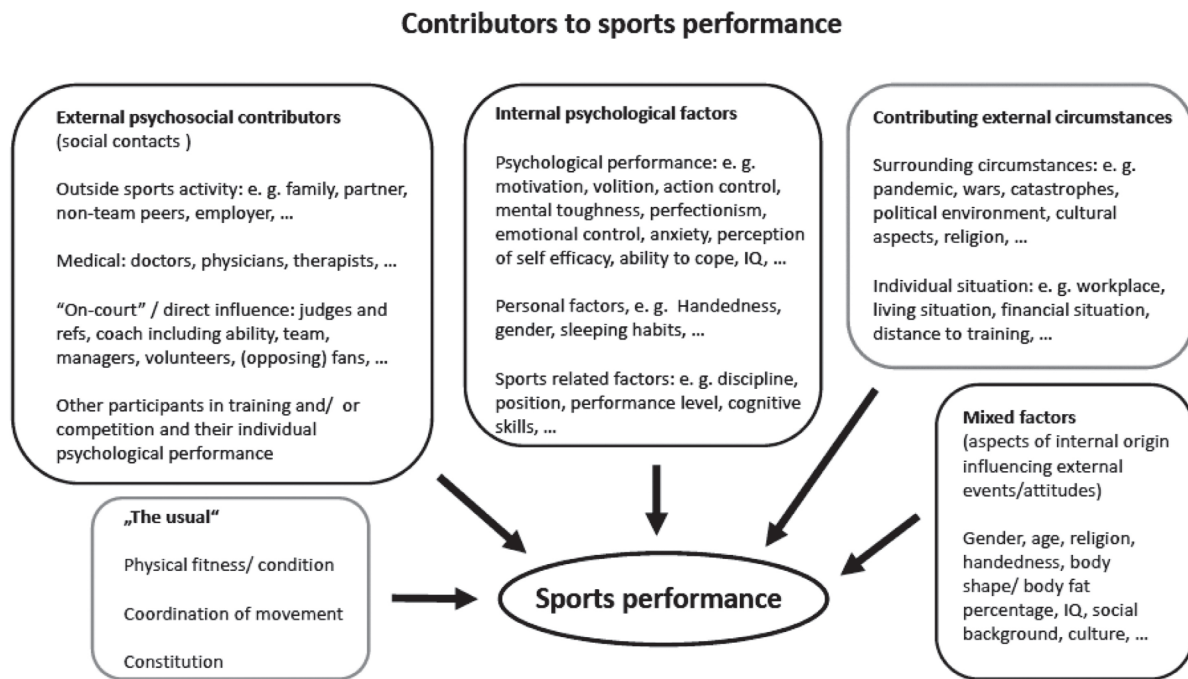 Contributors to sports performance
External psychosocial contributors
(social contacts )
Outside sports activity: e. g. family, partner,
non-team peers, employer, ...
Medical: doctors, physicians, therapists, ...
“On-court” / direct influence: judges and
refs, coach including ability, team,
managers, volunteers, (opposing) fans, ...
Other participants in training and/ or
competition and their individual
psychological performance
Internal psychological factors
Psychological performance: e. g.
motivation, volition, action control,
mental toughness, perfectionism,
emotional control, anxiety, perception
of self efficacy, ability to cope, IQ, ...
Personal factors, e. g. Handedness,
gender, sleeping habits, ...
Sports related factors: e. g. discipline,
position, performance level, cognitive
skills, ...
Contributing external circumstances
Surrounding circumstances: e. g.
pandemic, wars, catastrophes,
political environment, cultural
aspects, religion, ...
Individual situation: e. g. workplace,
living situation, financial situation,
distance to training, ...
Mixed factors
(aspects of internal origin
influencing external
events/attitudes)
Gender, age, religion,
handedness, body
shape/ body fat
percentage, IQ, social
background, culture, ...
„The usual“
Physical fitness/ condition
Coordination of movement
Constitution
Sports performance